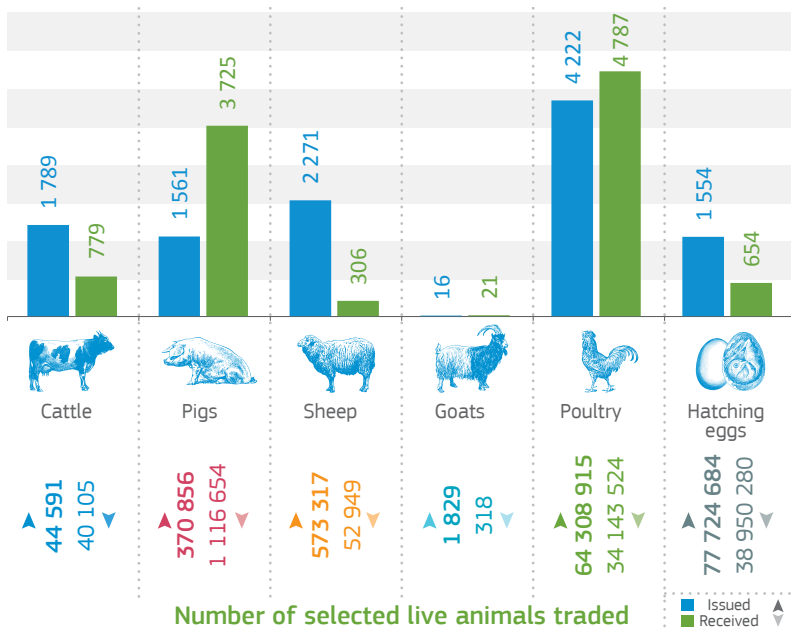 1 789
779
1 561
3 725
2 271
306
16
21
4 222
4 787
1 554
654
Cattle
Pigs
Sheep
Goats
Poultry
Hatching
eggs
44 591
40 105
370 856
1 116 654
573 317
52 949
1 829
318
64 308 915
34 143 524
77 724 684
38 950 280
Number of selected live animals traded
Issued
Received